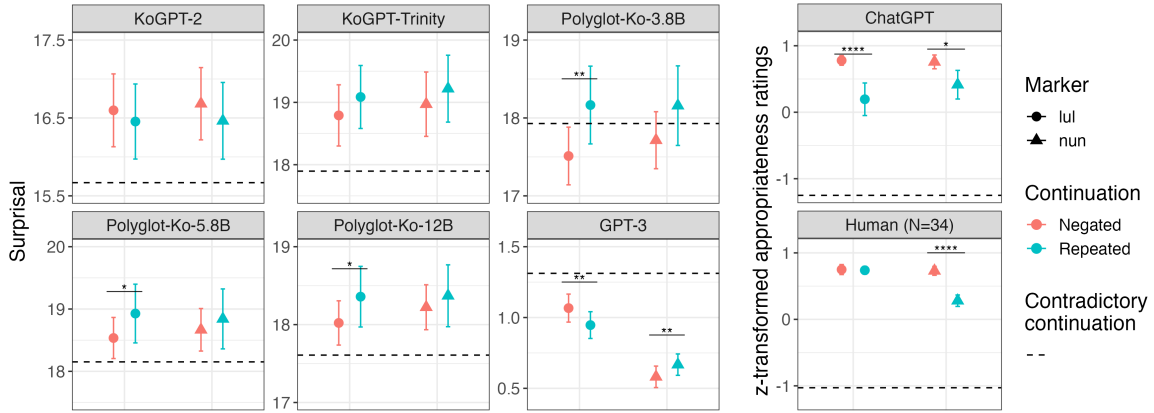 KoGPT-2
KoGPT-Trinity
Polyglot-Ko-3.8B
ChatGPT
17.5
16.5
15.5
20
19
18
19
18
17
**
1
0
-1
****
*
Polyglot-Ko-5.8B
Polyglot-Ko-12B
GPT-3
Human (N=34)
20
19
18
*
19
18
17
*
1.5
1.0
0.5
**
**
1
0
-1
****
Surprisal
z-transformed appropriateness ratings
Marker
lul
nun
Continuation
Negated
Repeated
Contradictory
continuation